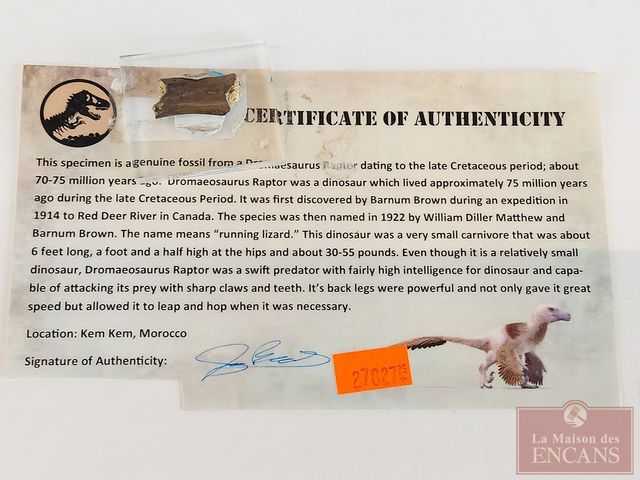 CERTIFICATE OF AUTHENTICITY
This specimen is a genuine fossil from a Dromaesaurus Raptor dating to the late Cretaceous period; about
70-75 million years ago. Dromaeosaurus Raptor was a dinosaur which lived approximately 75 million years
ago during the late Cretaceous Period. It was first discovered by Barnum Brown during an expedition in
1914 to Red Deer River in Canada. The species was then named in 1922 by William Diller Matthew and
Barnum Brown. The name means "running lizard." This dinosaur was a very small carnivore that was about
6 feet long, a foot and a half high at the hips and about 30-55 pounds. Even though it is a relatively small
dinosaur, Dromaeosaurus Raptor was a swift predator with fairly high intelligence for dinosaur and capa-
ble of attacking its prey with sharp claws and teeth. It's back legs were powerful and not only gave it great
speed but allowed it to leap and hop when it was necessary.
Location: Kem Kem, Morocco
Signature of Authenticity:
27027
La Maison des
ENCANS